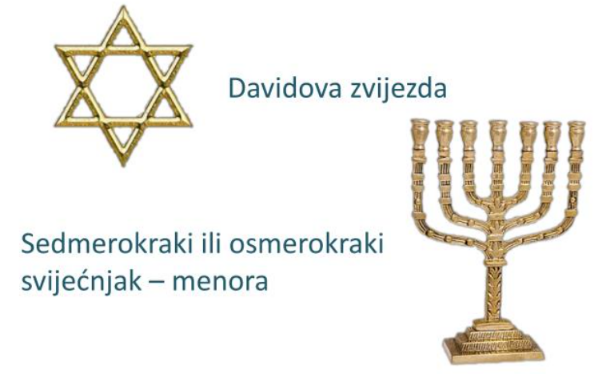 Davidova zvijezda
Sedmerokraki ili osmerokraki
svijećnjak – menora